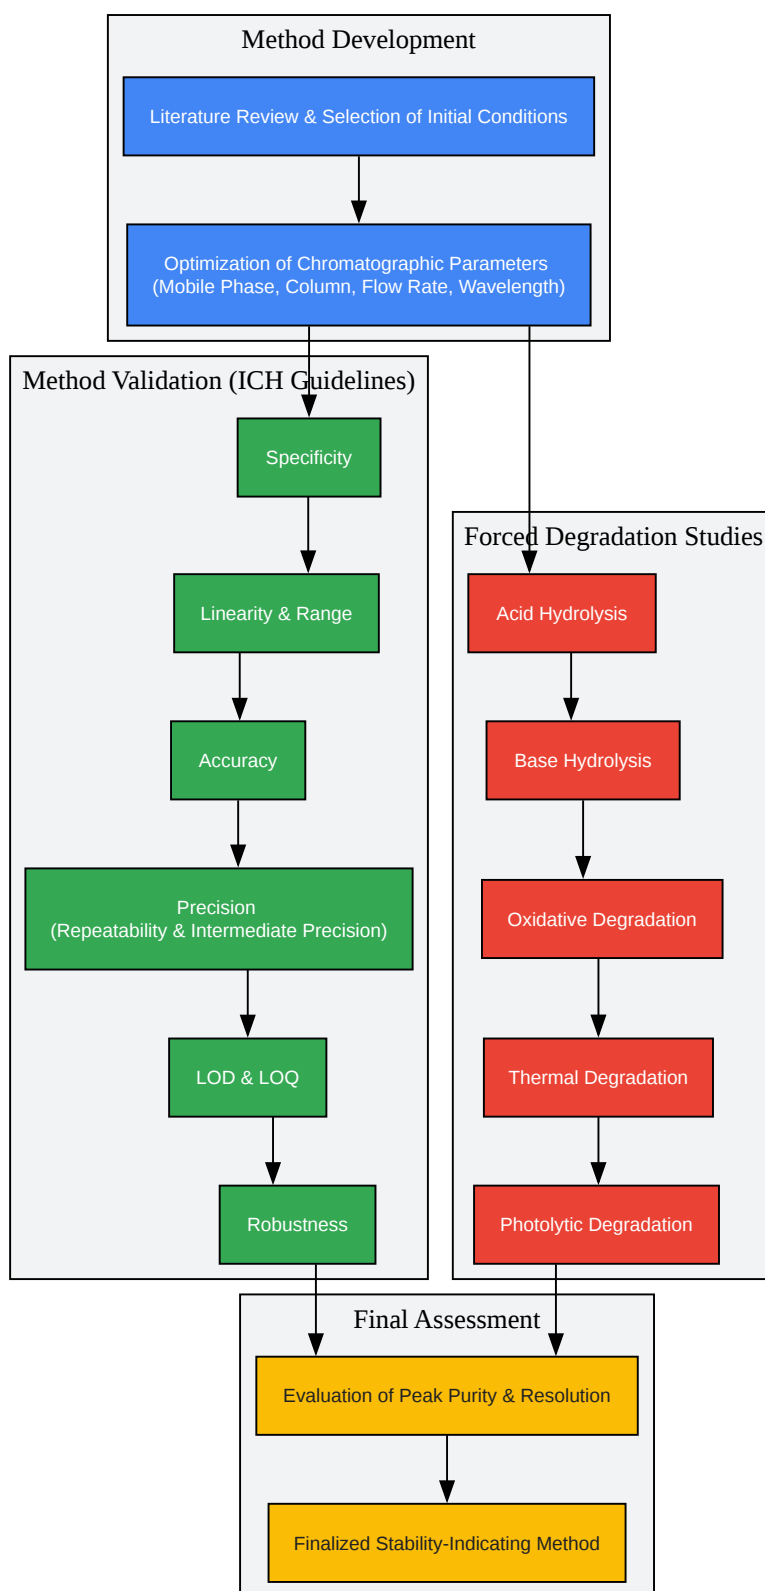 Method Development
Literature Review & Selection of Initial Conditions
Optimization of Chromatographic Parameters
(Mobile Phase, Column, Flow Rate, Wavelength)
Method Validation (ICH Guidelines)
Specificity
Linearity & Range
Accuracy
Precision
(Repeatability & Intermediate Precision)
LOD & LOQ
Robustness
Forced Degradation Studies
Acid Hydrolysis
Base Hydrolysis
Oxidative Degradation
Thermal Degradation
Photolytic Degradation
Final Assessment
Evaluation of Peak Purity & Resolution
Finalized Stability-Indicating Method